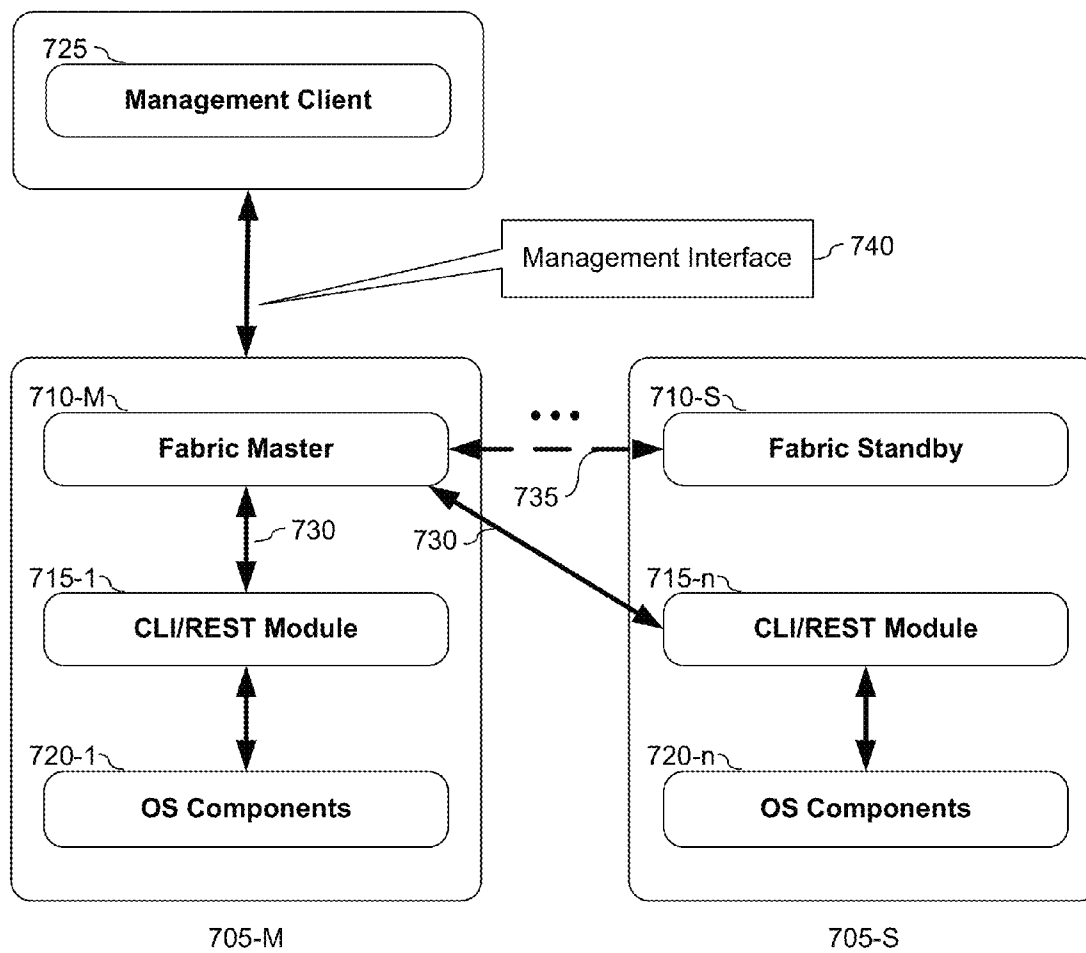 725
Management Client
Management Interface
740
710-M
Fabric Master
710-S
Fabric Standby
735
730
730
715-1
CLI/REST Module
715-n
CLI/REST Module
720-1
OS Components
720-n
OS Components
705-M
705-S